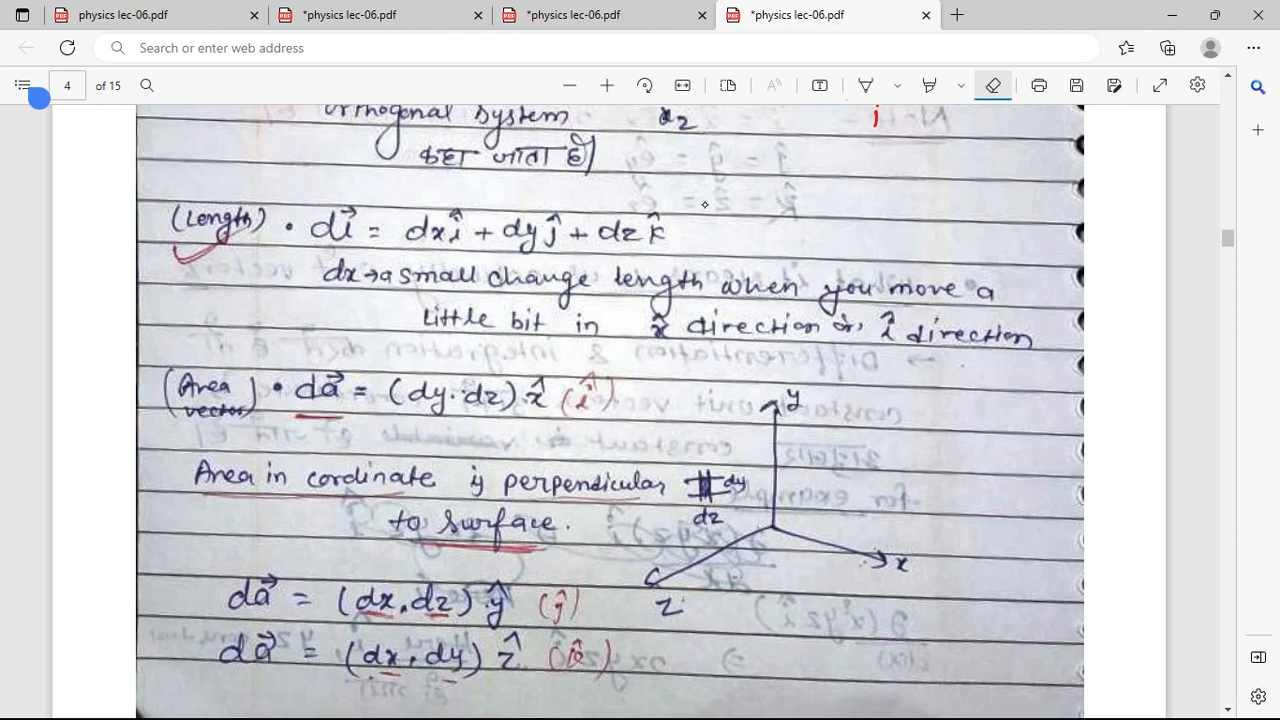 physics lec-06.pdf
*physics lec-06.pdf
*physics lec-06.pdf
*physics lec-06.pdf
Search or enter web address
4 of 15
orthogonal system
कहा जाता है|
x z
j
(Length) • dl⃗ = dx î + dy ĵ + dz k̂
dx → a small change length when you move a
little bit in x̂ direction or, î direction
(Area vector) • da⃗ = (dy.dz) x̂ (î)
y
Area in cordinate is perpendicular
dy
dz
to surface.
x
z
da⃗ = (dx.dz) ŷ (ĵ)
da⃗ = (dx.dy) ẑ (k̂)